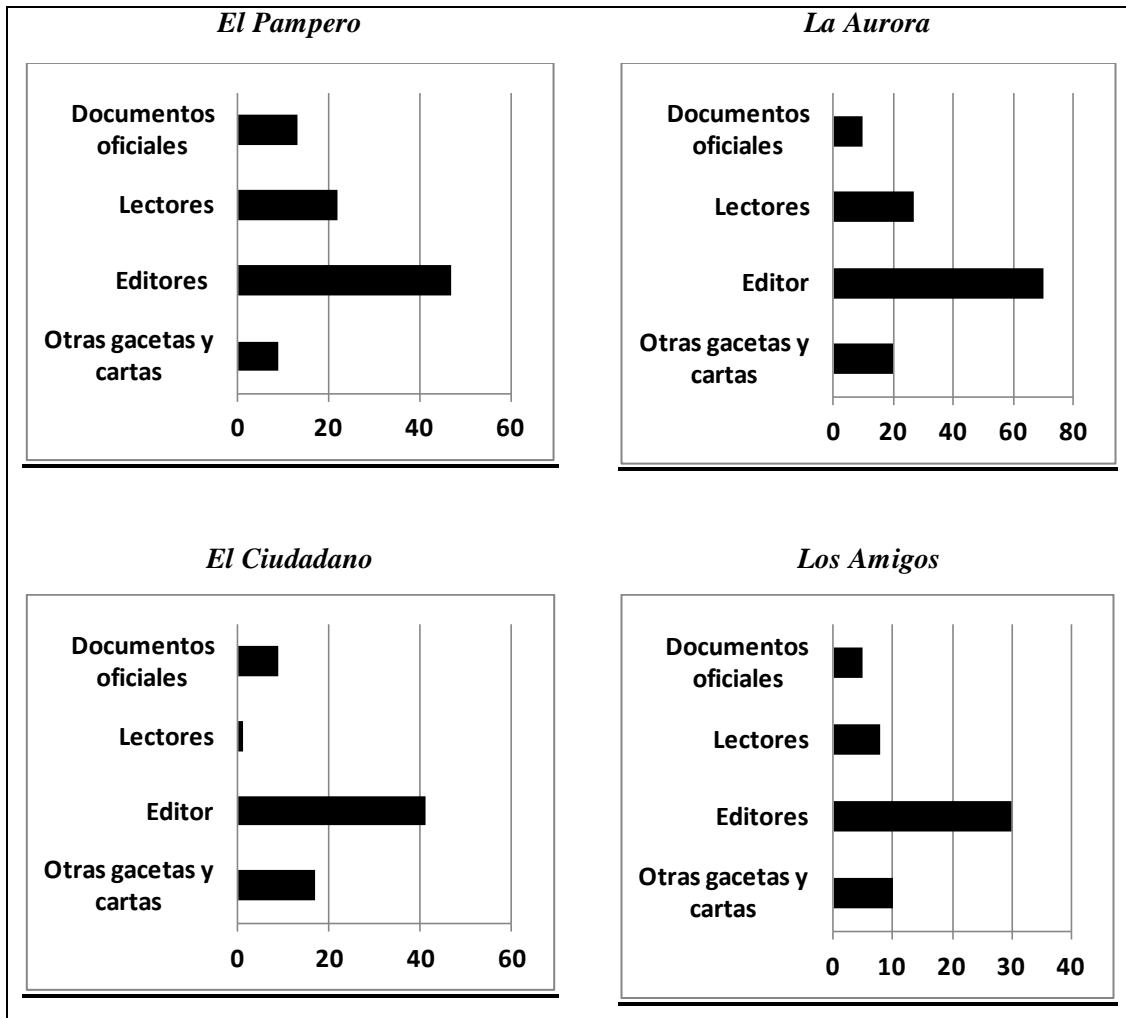 El Pampero
Documentos
oficiales
Lectores
Editores
Otras gacetas y
cartas
0 20 40 60
La Aurora
Documentos
oficiales
Lectores
Editor
Otras gacetas y
cartas
0 20 40 60 80
El Ciudadano
Documentos
oficiales
Lectores
Editor
Otras gacetas y
cartas
0 20 40 60
Los Amigos
Documentos
oficiales
Lectores
Editores
Otras gacetas y
cartas
0 10 20 30 40